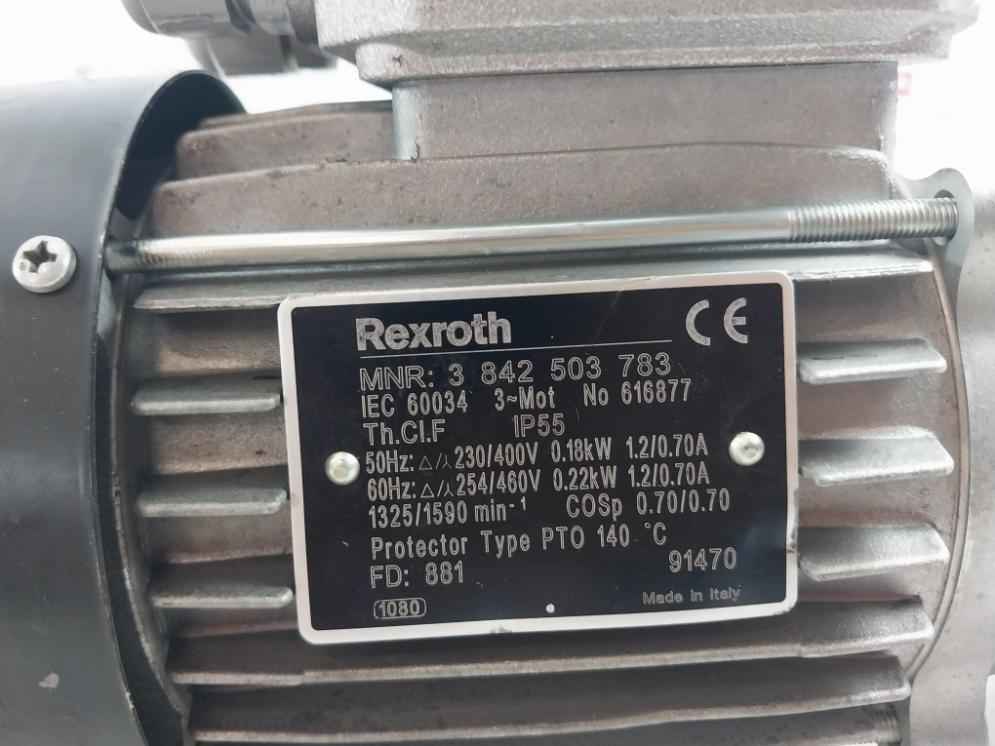 Rexroth CE
MNR: 3 842 503 783
IEC 60034 3~Mot No 616877
Th.Cl.F IP55
50Hz: △/⅄ 230/400V 0.18kW 1.2/0.70A
60Hz: △/⅄ 254/460V 0.22kW 1.2/0.70A
1325/1590 min⁻¹ COSp 0.70/0.70
Protector Type PTO 140 °C
FD: 881 91470
1080 Made in Italy